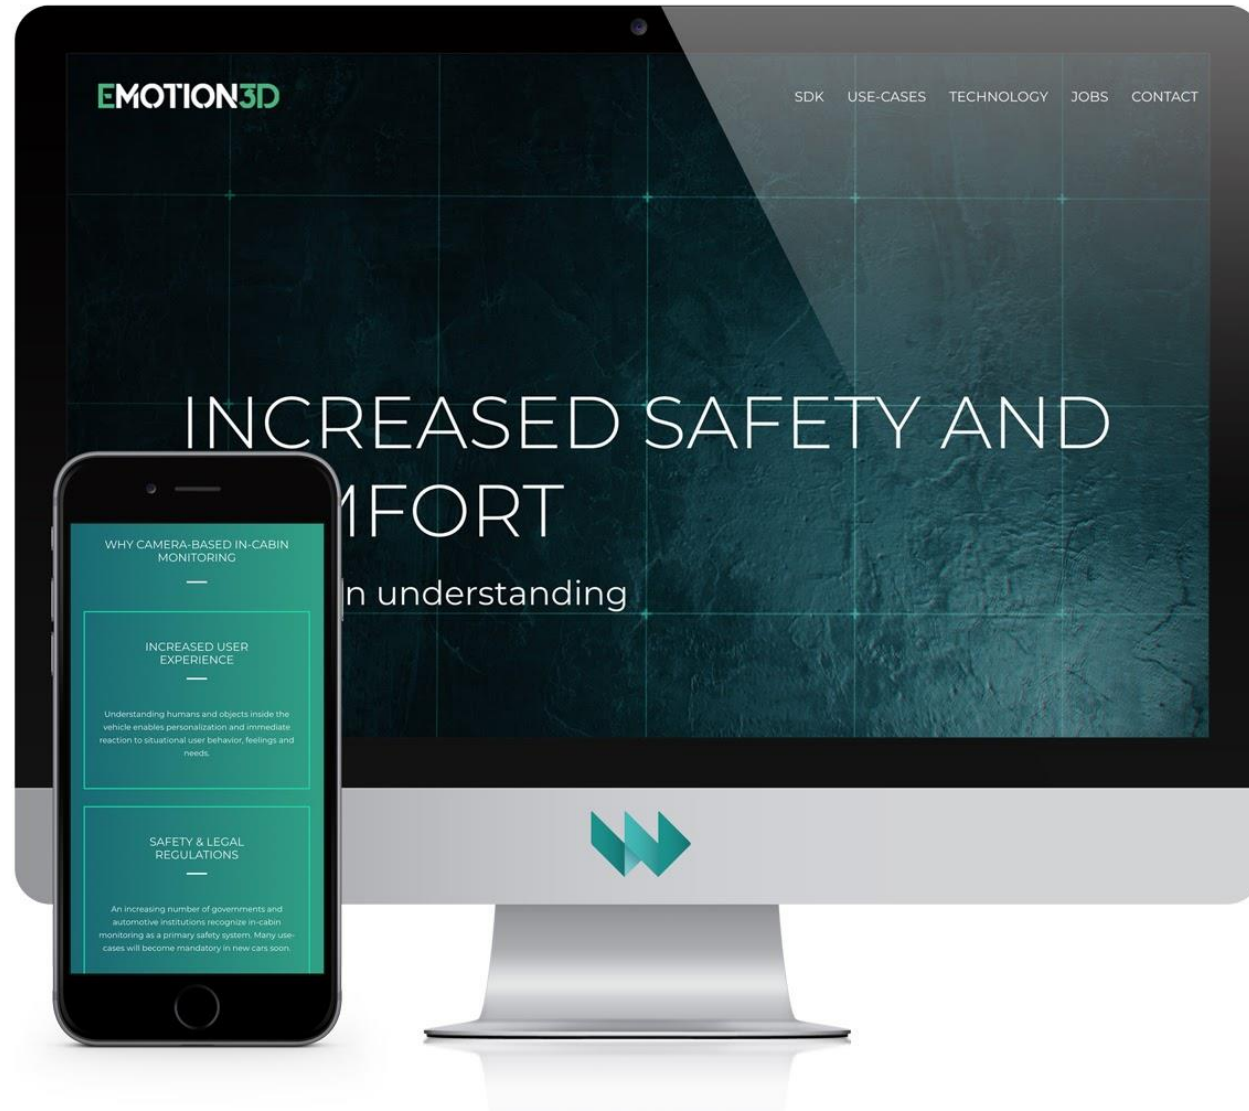 EMOTION3D
SDK USE-CASES TECHNOLOGY JOBS CONTACT
INCREASED SAFETY AND
MFORT
n understanding
WHY CAMERA-BASED IN-CABIN
MONITORING
INCREASED USER
EXPERIENCE
Understanding humans and objects inside the
vehicle enables personalization and immediate
reaction to situational user behavior, feelings and
needs.
SAFETY & LEGAL
REGULATIONS
An increasing number of governments and
automotive institutions recognize in-cabin
monitoring as a primary safety system. Many use-
cases will become mandatory in new cars soon.